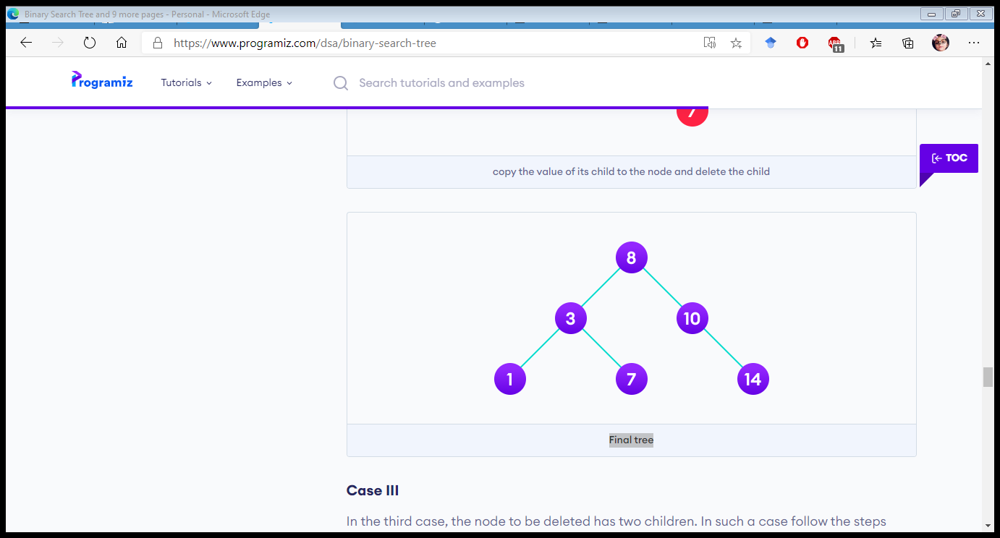 Binary Search Tree and 9 more pages - Personal - Microsoft Edge
https://www.programiz.com/dsa/binary-search-tree
ABP
11
Programiz
Tutorials
Examples
Search tutorials and examples
7
TOC
copy the value of its child to the node and delete the child
8
3 10
1 7 14
Final tree
Case III
In the third case, the node to be deleted has two children. In such a case follow the steps